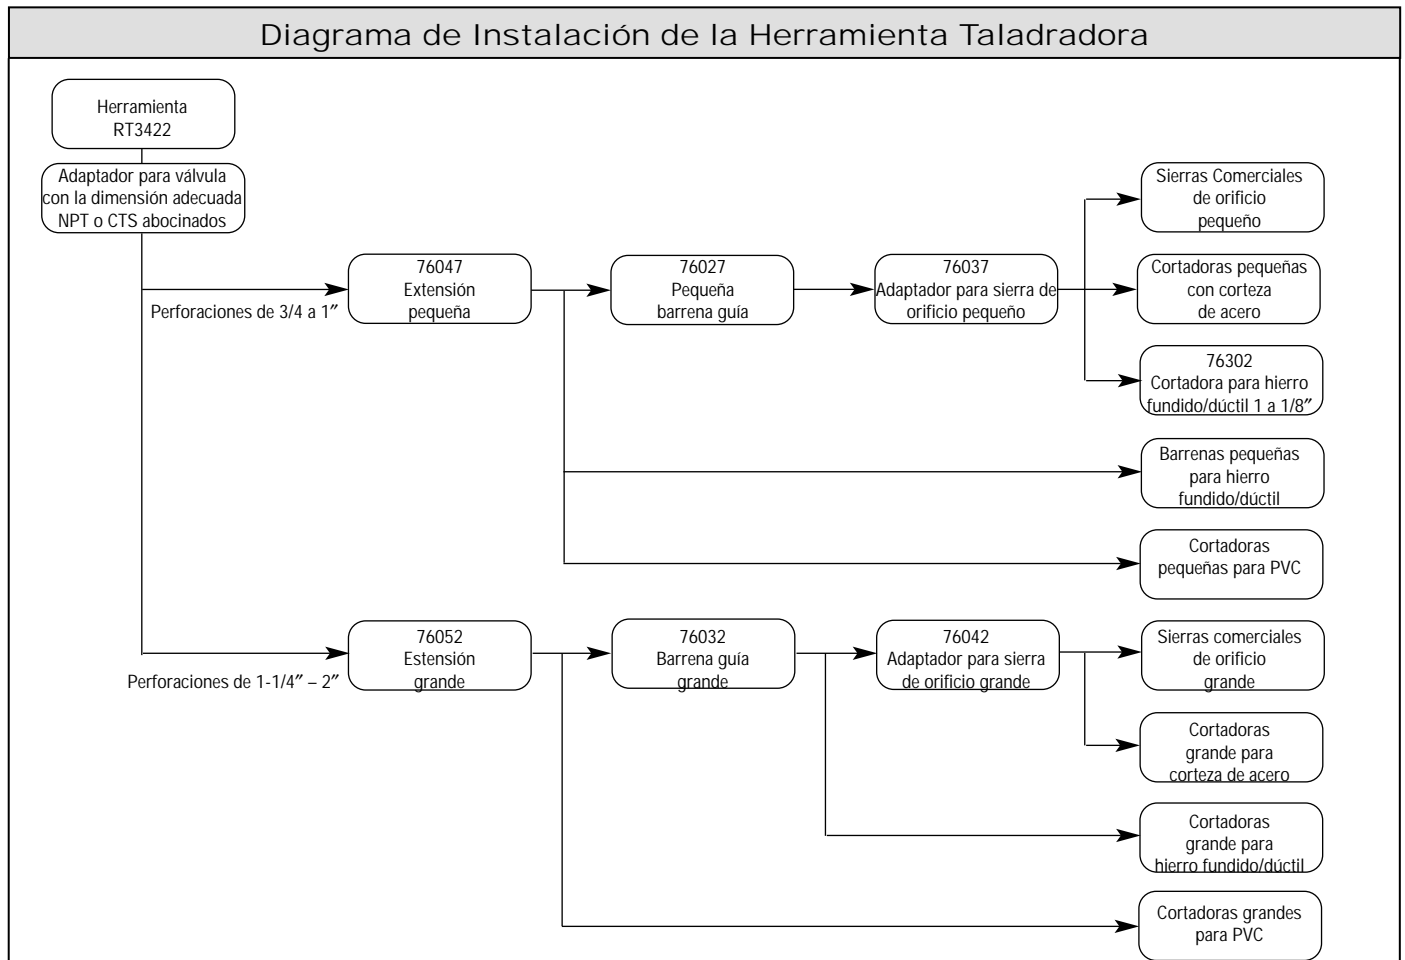 Diagrama de Instalación de la Herramienta Taladradora
Herramienta
RT3422
Adaptador para válvula
con la dimensión adecuada
NPT o CTS abocinados
Perforaciones de 3/4 a 1″
76047
Extensión
pequeña
76027
Pequeña
barrena guía
76037
Adaptador para sierra de
orificio pequeño
Sierras Comerciales
de orificio
pequeño
Cortadoras pequeñas
con corteza
de acero
76302
Cortadora para hierro
fundido/dúctil 1 a 1/8″
Barrenas pequeñas
para hierro
fundido/dúctil
Cortadoras
pequeñas para PVC
Perforaciones de 1-1/4″ – 2″
76052
Estensión
grande
76032
Barrena guía
grande
76042
Adaptador para sierra
de orificio grande
Sierras comerciales
de orificio
grande
Cortadoras
grande para
corteza de acero
Cortadoras
grande para
hierro fundido/dúctil
Cortadoras grandes
para PVC